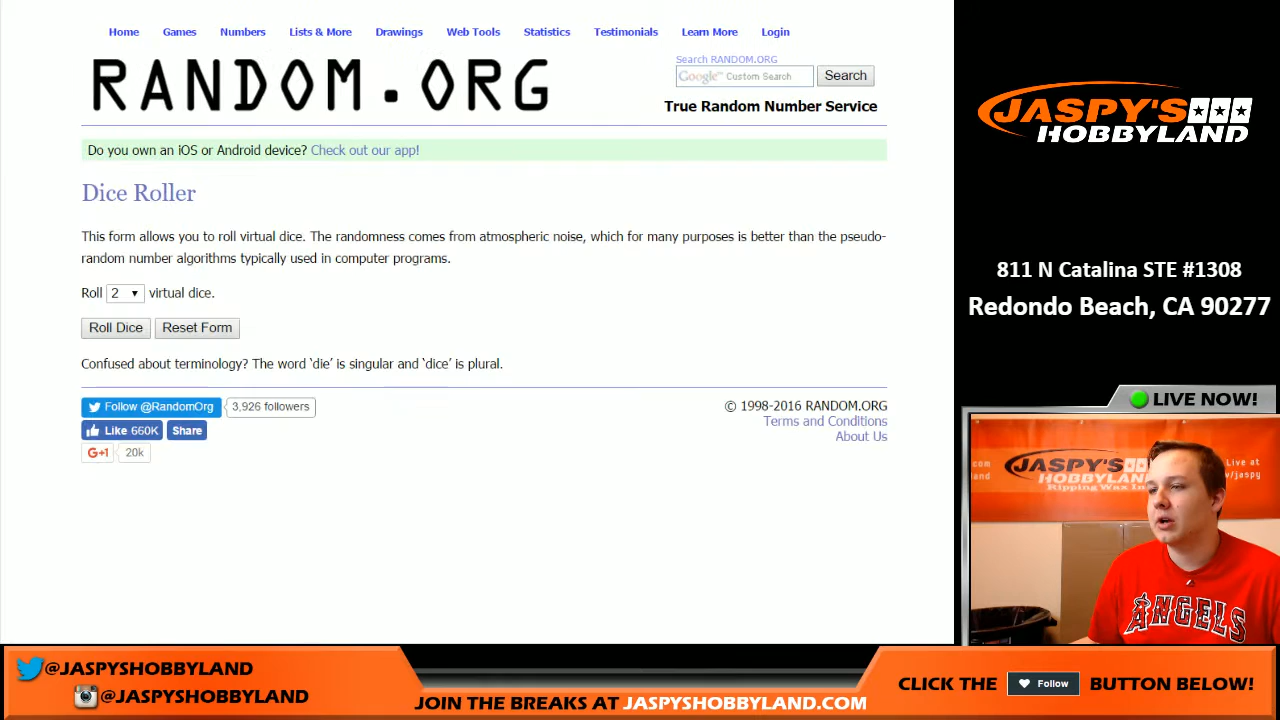 Home Games Numbers Lists & More Drawings Web Tools Statistics Testimonials Learn More Login
RANDOM.ORG
Search RANDOM.ORG
Google™ Custom Search Search
True Random Number Service
Do you own an iOS or Android device? Check out our app!
Dice Roller
This form allows you to roll virtual dice. The randomness comes from atmospheric noise, which for many purposes is better than the pseudo-
random number algorithms typically used in computer programs.
Roll 2 virtual dice.
Roll Dice Reset Form
Confused about terminology? The word ‘die’ is singular and ‘dice’ is plural.
Follow @RandomOrg 3,926 followers
Like 660K Share
G+1 20k
© 1998-2016 RANDOM.ORG
Terms and Conditions
About Us
JASPY'S
HOBBYLAND
811 N Catalina STE #1308
Redondo Beach, CA 90277
LIVE NOW!
.com
land
JASPY'S
HOBBYLAND
Ripping Wax
Live at
v/jaspy
ANGELS
@JASPYSHOBBYLAND
@JASPYSHOBBYLAND
JOIN THE BREAKS AT JASPYSHOBBYLAND.COM
CLICK THE Follow BUTTON BELOW!